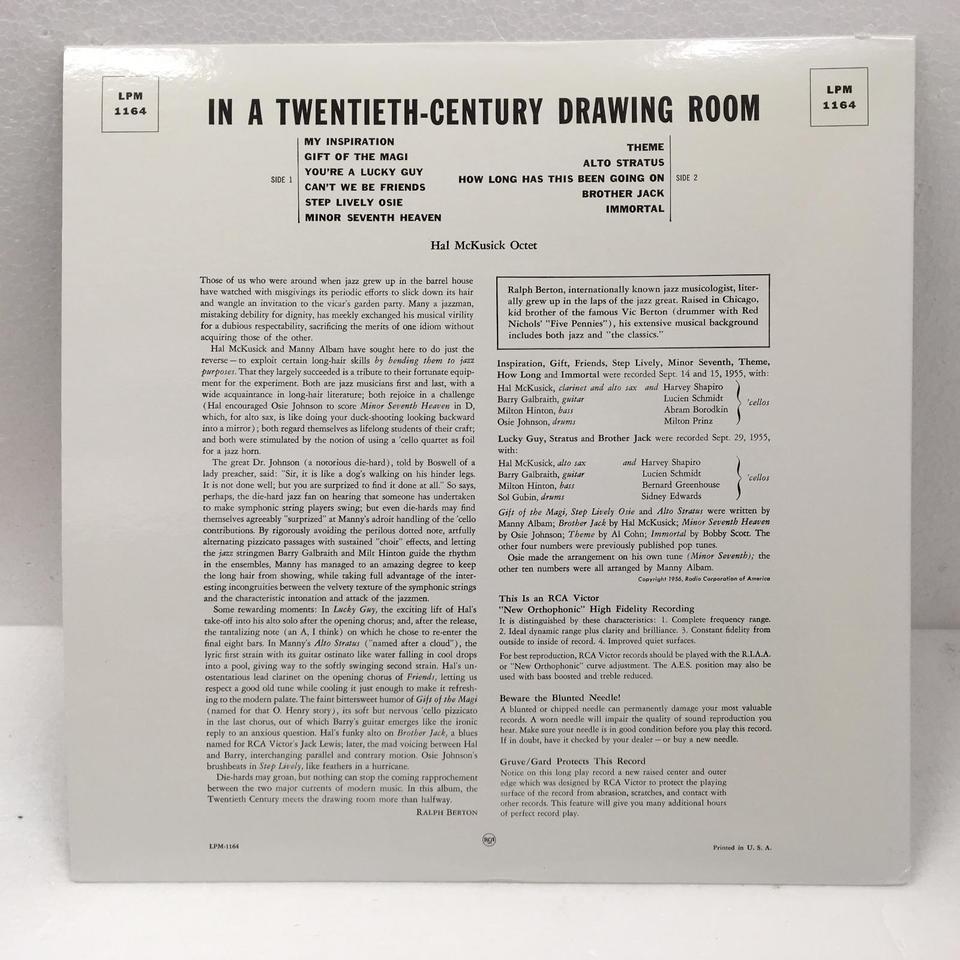 LPM
1164
IN A TWENTIETH-CENTURY DRAWING ROOM
LPM
1164
SIDE 1
MY INSPIRATION
GIFT OF THE MAGI
YOU'RE A LUCKY GUY
CAN'T WE BE FRIENDS
STEP LIVELY OSIE
MINOR SEVENTH HEAVEN
THEME
ALTO STRATUS
HOW LONG HAS THIS BEEN GOING ON
BROTHER JACK
IMMORTAL
SIDE 2
Hal McKusick Octet
Those of us who were around when jazz grew up in the barrel house
have watched with misgivings its periodic efforts to slick down its hair
and wangle an invitation to the vicar's garden party. Many a jazzman,
mistaking debility for dignity, has meekly exchanged his musical virility
for a dubious respectability, sacrificing the merits of one idiom without
acquiring those of the other.
Hal McKusick and Manny Albam have sought here to do just the
reverse — to exploit certain long-hair skills by bending them to jazz
purposes. That they largely succeeded is a tribute to their fortunate equip-
ment for the experiment. Both are jazz musicians first and last, with a
wide acquaintance in long-hair literature; both rejoice in a challenge
(Hal encouraged Osie Johnson to score Minor Seventh Heaven in D,
which, for alto sax, is like doing your duck-shooting looking backward
into a mirror); both regard themselves as lifelong students of their craft;
and both were stimulated by the notion of using a 'cello quartet as foil
for a jazz horn.
The great Dr. Johnson (a notorious die-hard), told by Boswell of a
lady preacher, said: "Sir, it is like a dog's walking on his hinder legs.
It is not done well; but you are surprised to find it done at all." So says,
perhaps, the die-hard jazz fan on hearing that someone has undertaken
to make symphonic string players swing; but even die-hards may find
themselves agreeably "surprised" at Manny's adroit handling of the 'cello
contributions. By rigorously avoiding the perilous dotted note, artfully
alternating pizzicato passages with sustained "choir" effects, and letting
the jazz stringmen Barry Galbraith and Milt Hinton guide the rhythm
in the ensembles, Manny has managed to an amazing degree to keep
the long hair from showing, while taking full advantage of the inter-
esting incongruities between the velvety texture of the symphonic strings
and the characteristic intonation and attack of the jazzmen.
Some rewarding moments: In Lucky Guy, the exciting lift of Hal's
take-off into his alto solo after the opening chorus; and, after the release,
the tantalizing note (an A, I think) on which he chose to re-enter the
final eight bars. In Manny's Alto Stratus ("named after a cloud"), the
lyric first strain with its guitar ostinato like water falling in cool drops
into a pool, giving way to the softly swinging second strain. Hal's un-
ostentatious lead clarinet on the opening chorus of Friends, letting us
respect a good old tune while cooling it just enough to make it refresh-
ing to the modern palate. The faint bittersweet humor of Gift of the Magi
(named for that O. Henry story), its soft but nervous 'cello pizzicato
in the last chorus, out of which Barry's guitar emerges like the ironic
reply to an anxious question. Hal's funky alto on Brother Jack, a blues
named for RCA Victor's Jack Lewis; later, the mad voicing between Hal
and Barry, interchanging parallel and contrary motion. Osie Johnson's
brushbeats in Step Lively, like feathers in a hurricane.
Die-hards may groan, but nothing can stop the coming rapprochement
between the two major currents of modern music. In this album, the
Twentieth Century meets the drawing room more than halfway.
RALPH BERTON
Ralph Berton, internationally known jazz musicologist, liter-
ally grew up in the laps of the jazz great. Raised in Chicago,
kid brother of the famous Vic Berton (drummer with Red
Nichols' "Five Pennies"), his extensive musical background
includes both jazz and "the classics."
Inspiration, Gift, Friends, Step Lively, Minor Seventh, Theme,
How Long and Immortal were recorded Sept. 14 and 15, 1955, with:
Hal McKusick, clarinet and alto sax and Harvey Shapiro
Barry Galbraith, guitar Lucien Schmidt
Milton Hinton, bass Abram Borodkin
Osie Johnson, drums Milton Prinz
'cellos
Lucky Guy, Stratus and Brother Jack were recorded Sept. 29, 1955,
with:
Hal McKusick, alto sax and Harvey Shapiro
Barry Galbraith, guitar Lucien Schmidt
Milton Hinton, bass Bernard Greenhouse
Sol Gubin, drums Sidney Edwards
'cellos
Gift of the Magi, Step Lively Osie and Alto Stratus were written by
Manny Albam; Brother Jack by Hal McKusick; Minor Seventh Heaven
by Osie Johnson; Theme by Al Cohn; Immortal by Bobby Scott. The
other four numbers were previously published pop tunes.
Osie made the arrangement on his own tune (Minor Seventh); the
other ten numbers were all arranged by Manny Albam.
Copyright 1956, Radio Corporation of America
This Is an RCA Victor
"New Orthophonic" High Fidelity Recording
It is distinguished by these characteristics: 1. Complete frequency range.
2. Ideal dynamic range plus clarity and brilliance. 3. Constant fidelity from
outside to inside of record. 4. Improved quiet surfaces.
For best reproduction, RCA Victor records should be played with the R.I.A.A.
or "New Orthophonic" curve adjustment. The A.E.S. position may also be
used with bass boosted and treble reduced.
Beware the Blunted Needle!
A blunted or chipped needle can permanently damage your most valuable
records. A worn needle will impair the quality of sound reproduction you
hear. Make sure your needle is in good condition before you play this record.
If in doubt, have it checked by your dealer — or buy a new needle.
Gruve/Gard Protects This Record
Notice on this long play record a new raised center and outer
edge which was designed by RCA Victor to protect the playing
surface of the record from abrasion, scratches, and contact with
other records. This feature will give you many additional hours
of perfect record play.
LPM-1164
RCA
Printed in U. S. A.